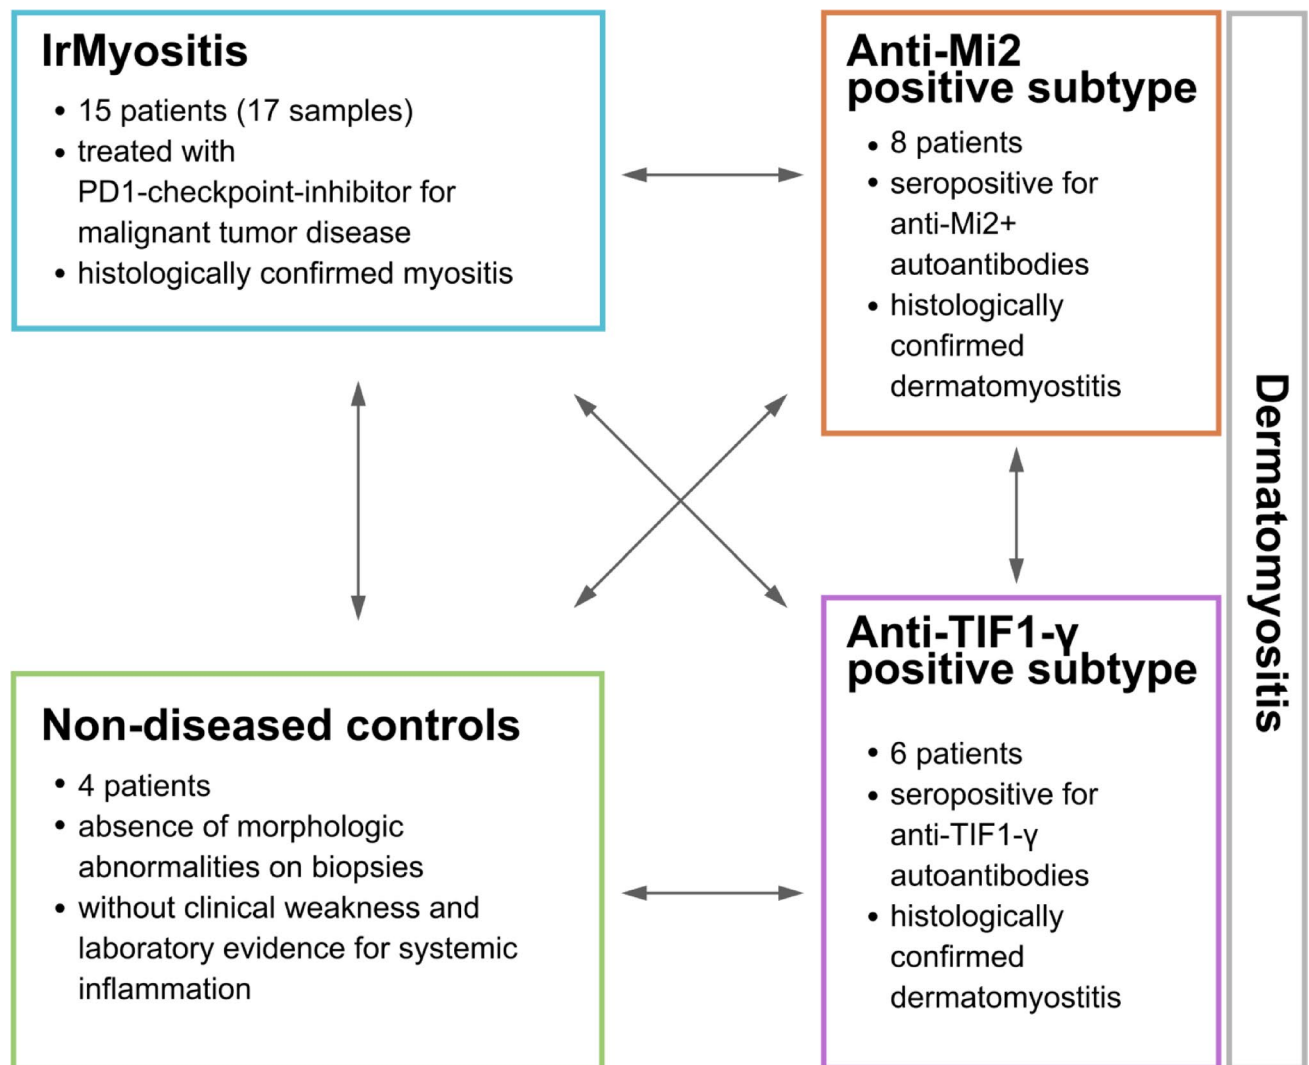 IrMyositis
• 15 patients (17 samples)
• treated with
PD1-checkpoint-inhibitor for
malignant tumor disease
• histologically confirmed myositis
Anti-Mi2
positive subtype
• 8 patients
• seropositive for
anti-Mi2+
autoantibodies
• histologically
confirmed
dermatomyostitis
Non-diseased controls
• 4 patients
• absence of morphologic
abnormalities on biopsies
• without clinical weakness and
laboratory evidence for systemic
inflammation
Anti-TIF1-γ
positive subtype
• 6 patients
• seropositive for
anti-TIF1-γ
autoantibodies
• histologically
confirmed
dermatomyostitis
Dermatomyositis